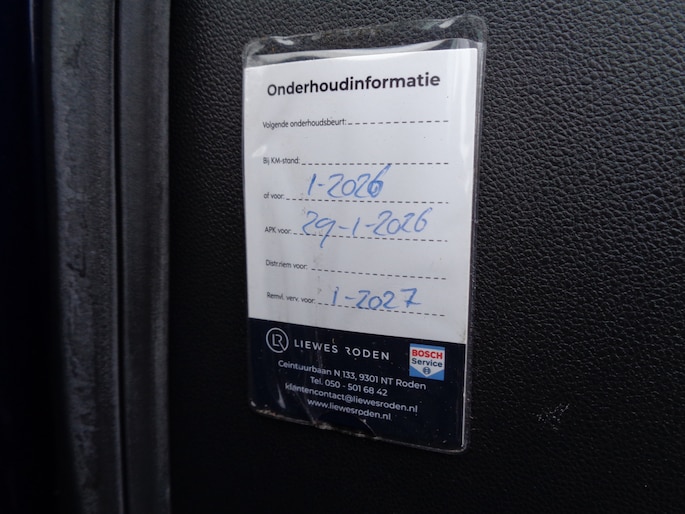 Onderhoudinformatie
Volgende onderhoudsbeurt:
Bij KM-stand:
of voor: 1-2026
APK voor: 29-1-2026
Distr.riem voor:
Remvl. verv. voor: 1-2027
LR LIEWES RODEN
BOSCH
Service
Ceintuurbaan N 133, 9301 NT Roden
Tel. 050 - 501 68 42
klantencontact@liewesroden.nl
www.liewesroden.nl